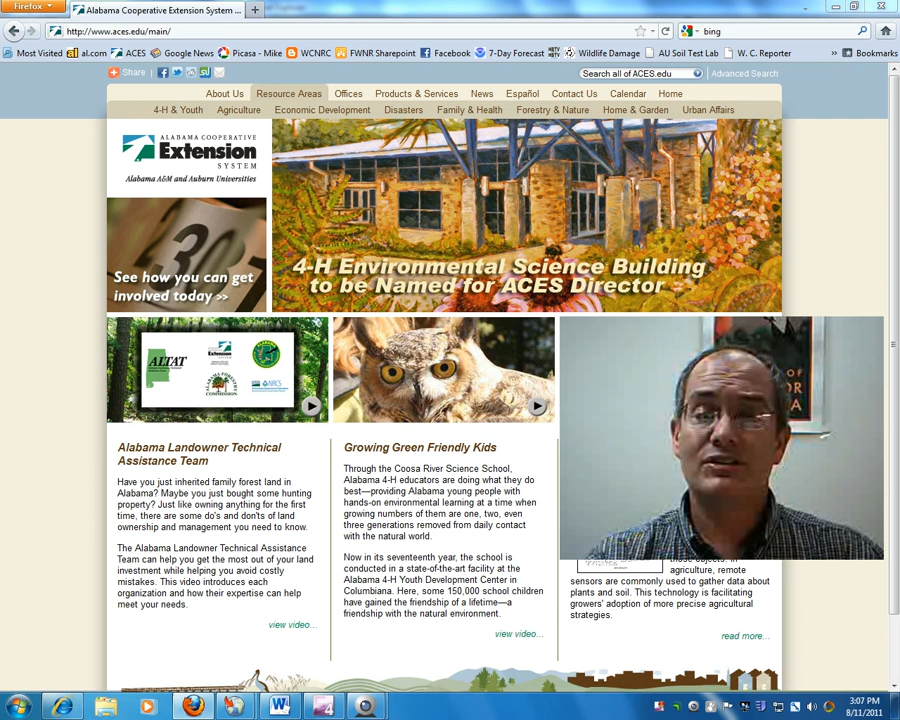 Firefox
Alabama Cooperative Extension System ...
http://www.aces.edu/main/
bing
Most Visited al.com ACES Google News Picasa - Mike WCNRC FWNR Sharepoint Facebook 7-Day Forecast Wildlife Damage AU Soil Test Lab W. C. Reporter Bookmarks
Share
Search all of ACES.edu Advanced Search
About Us Resource Areas Offices Products & Services News Español Contact Us Calendar Home
4-H & Youth Agriculture Economic Development Disasters Family & Health Forestry & Nature Home & Garden Urban Affairs
ALABAMA COOPERATIVE
Extension
SYSTEM
Alabama A&M and Auburn Universities
30
See how you can get
involved today >>
4-H Environmental Science Building
to be Named for ACES Director
ALTAT
Extension
ALABAMA FORESTRY
COMMISSION
NRCS
Alabama Landowner Technical
Assistance Team
Have you just inherited family forest land in
Alabama? Maybe you just bought some hunting
property? Just like owning anything for the first
time, there are some do's and don'ts of land
ownership and management you need to know.
The Alabama Landowner Technical Assistance
Team can help you get the most out of your land
investment while helping you avoid costly
mistakes. This video introduces each
organization and how their expertise can help
meet your needs.
view video...
Growing Green Friendly Kids
Through the Coosa River Science School,
Alabama 4-H educators are doing what they do
best—providing Alabama young people with
hands-on environmental learning at a time when
growing numbers of them are one, two, even
three generations removed from daily contact
with the natural world.
Now in its seventeenth year, the school is
conducted in a state-of-the-art facility at the
Alabama 4-H Youth Development Center in
Columbiana. Here, some 150,000 school children
have gained the friendship of a lifetime—a
friendship with the natural environment.
view video...
those objects. In
agriculture, remote
sensors are commonly used to gather data about
plants and soil. This technology is facilitating
growers' adoption of more precise agricultural
strategies.
read more...
3:07 PM
8/11/2011